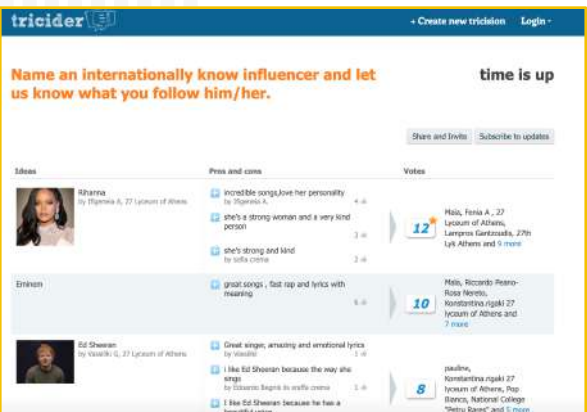 tricider
+ Create new tricision Login
Name an internationally know influencer and let
us know what you follow him/her.
time is up
Share and Invite Subscribe to updates
Ideas Pros and cons Votes
Rihanna
by Ifigeneia A, 27 Lyceum of Athens
incredible songs,love her personality
by Ifigeneia A. 4
she's a strong woman and a very kind
person
3
she's strong and kind
by sofia crema 2
12
Maia, Fenia A , 27
Lyceum of Athens,
Lampros Gantzoudis, 27th
Lyk Athens and 9 more
Eminem
great songs , fast rap and lyrics with
meaning
6
10
Maia, Riccardo Peano-
Rosa Nereto,
Konstantina.rigaki 27
lyceum of Athens and
7 more
Ed Sheeran
by Vassiliki G, 27 Lyceum of Athens
Great singer, amazing and emotional lyrics
by Vassiliki 1
i like Ed Sheeran because the way she
sings
by Edoardo Begnis its sraffa crema 1
I like Ed Sheeran because he has a
beautiful voice
8
pauline,
Konstantina.rigaki 27
lyceum of Athens, Pop
Bianca, National College
"Petru Rares" and 5 more